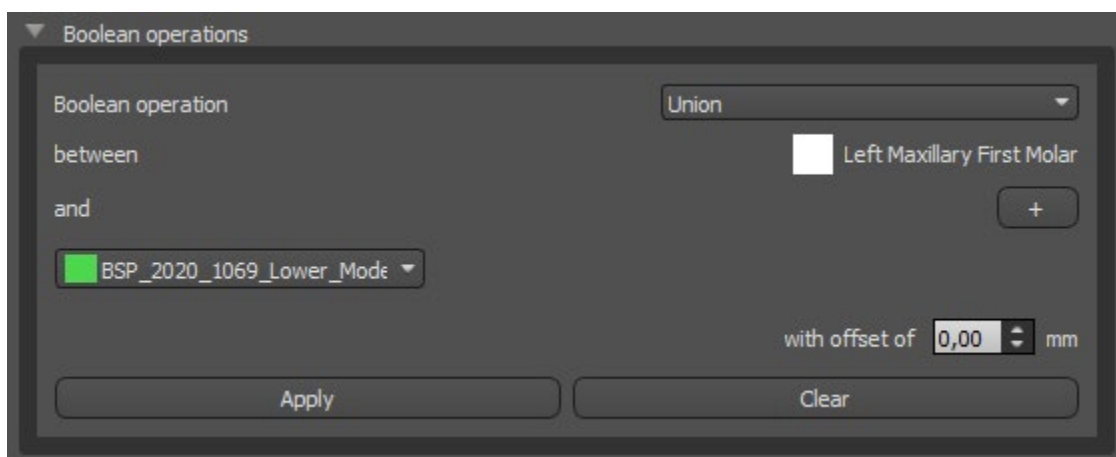 Boolean operations
Boolean operation Union
between Left Maxillary First Molar
and +
BSP_2020_1069_Lower_Mode
with offset of 0,00 mm
Apply Clear